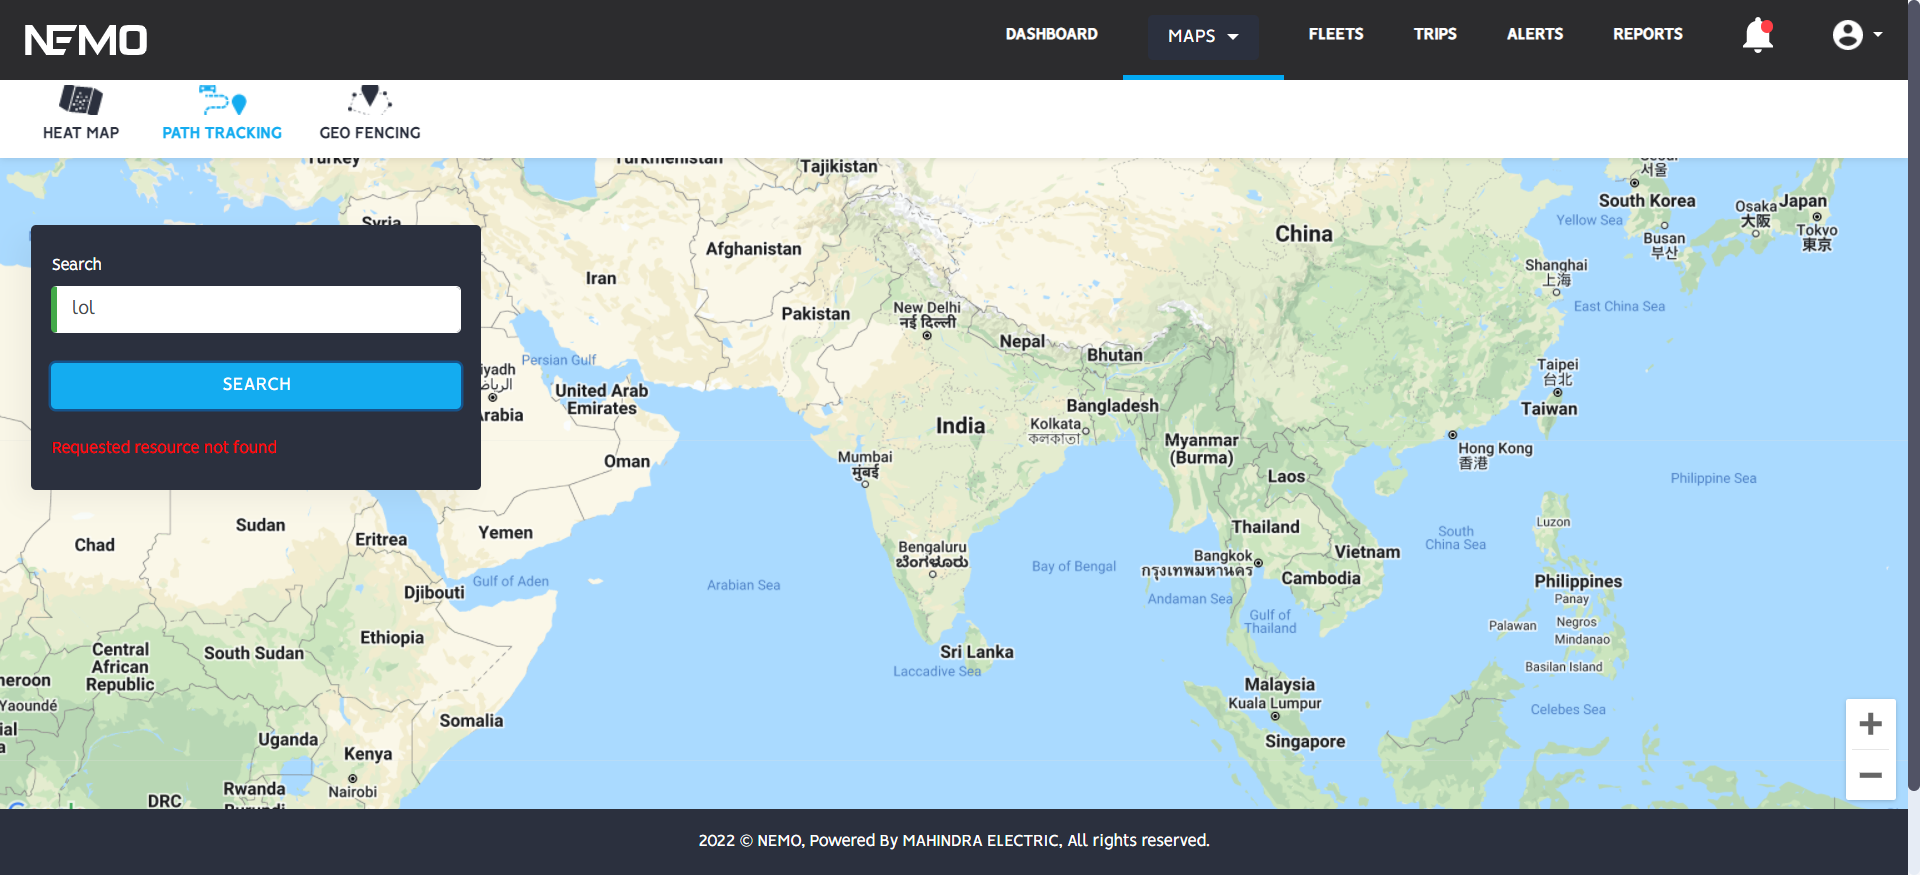 NEMO
DASHBOARD
MAPS
FLEETS
TRIPS
ALERTS
REPORTS
HEAT MAP
PATH TRACKING
GEO FENCING
Search
lol
SEARCH
Requested resource not found
Turkey
Turkmenistan
Tajikistan
Syria
Afghanistan
Iran
Pakistan
New Delhi
नई दिल्ली
Nepal
Bhutan
China
Seoul
서울
South Korea
Yellow Sea
Busan
부산
Osaka
大阪
Japan
Tokyo
東京
Shanghai
上海
East China Sea
Persian Gulf
iyadh
الرياض
rabia
United Arab
Emirates
Oman
India
Bangladesh
Kolkata
কলকাতা
Mumbai
मुंबई
Myanmar
(Burma)
Laos
Taipei
台北
Taiwan
Hong Kong
香港
Philippine Sea
Chad
Sudan
Eritrea
Yemen
Djibouti
Gulf of Aden
Arabian Sea
Bengaluru
ಬೆಂಗಳೂರು
Bay of Bengal
Thailand
Bangkok
กรุงเทพมหานคร
Andaman Sea
Gulf of
Thailand
Vietnam
Cambodia
South
China Sea
Luzon
Philippines
Panay
Negros
Palawan
Mindanao
Basilan Island
Central
African
Republic
South Sudan
Ethiopia
Sri Lanka
Laccadive Sea
Malaysia
Kuala Lumpur
Singapore
Celebes Sea
neroon
Yaoundé
ial
a
Uganda
Kenya
Nairobi
Somalia
Rwanda
Burundi
DRC
2022 © NEMO, Powered By MAHINDRA ELECTRIC, All rights reserved.